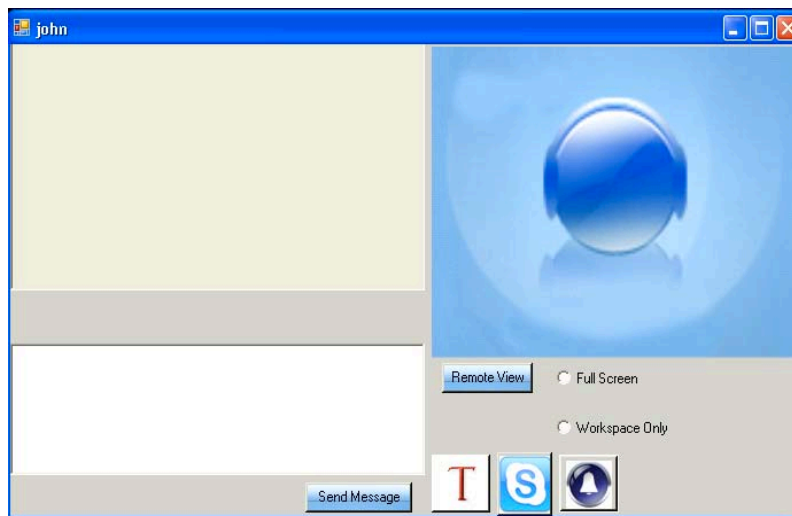 john
Remote View
Full Screen
Workspace Only
T
S
Send Message